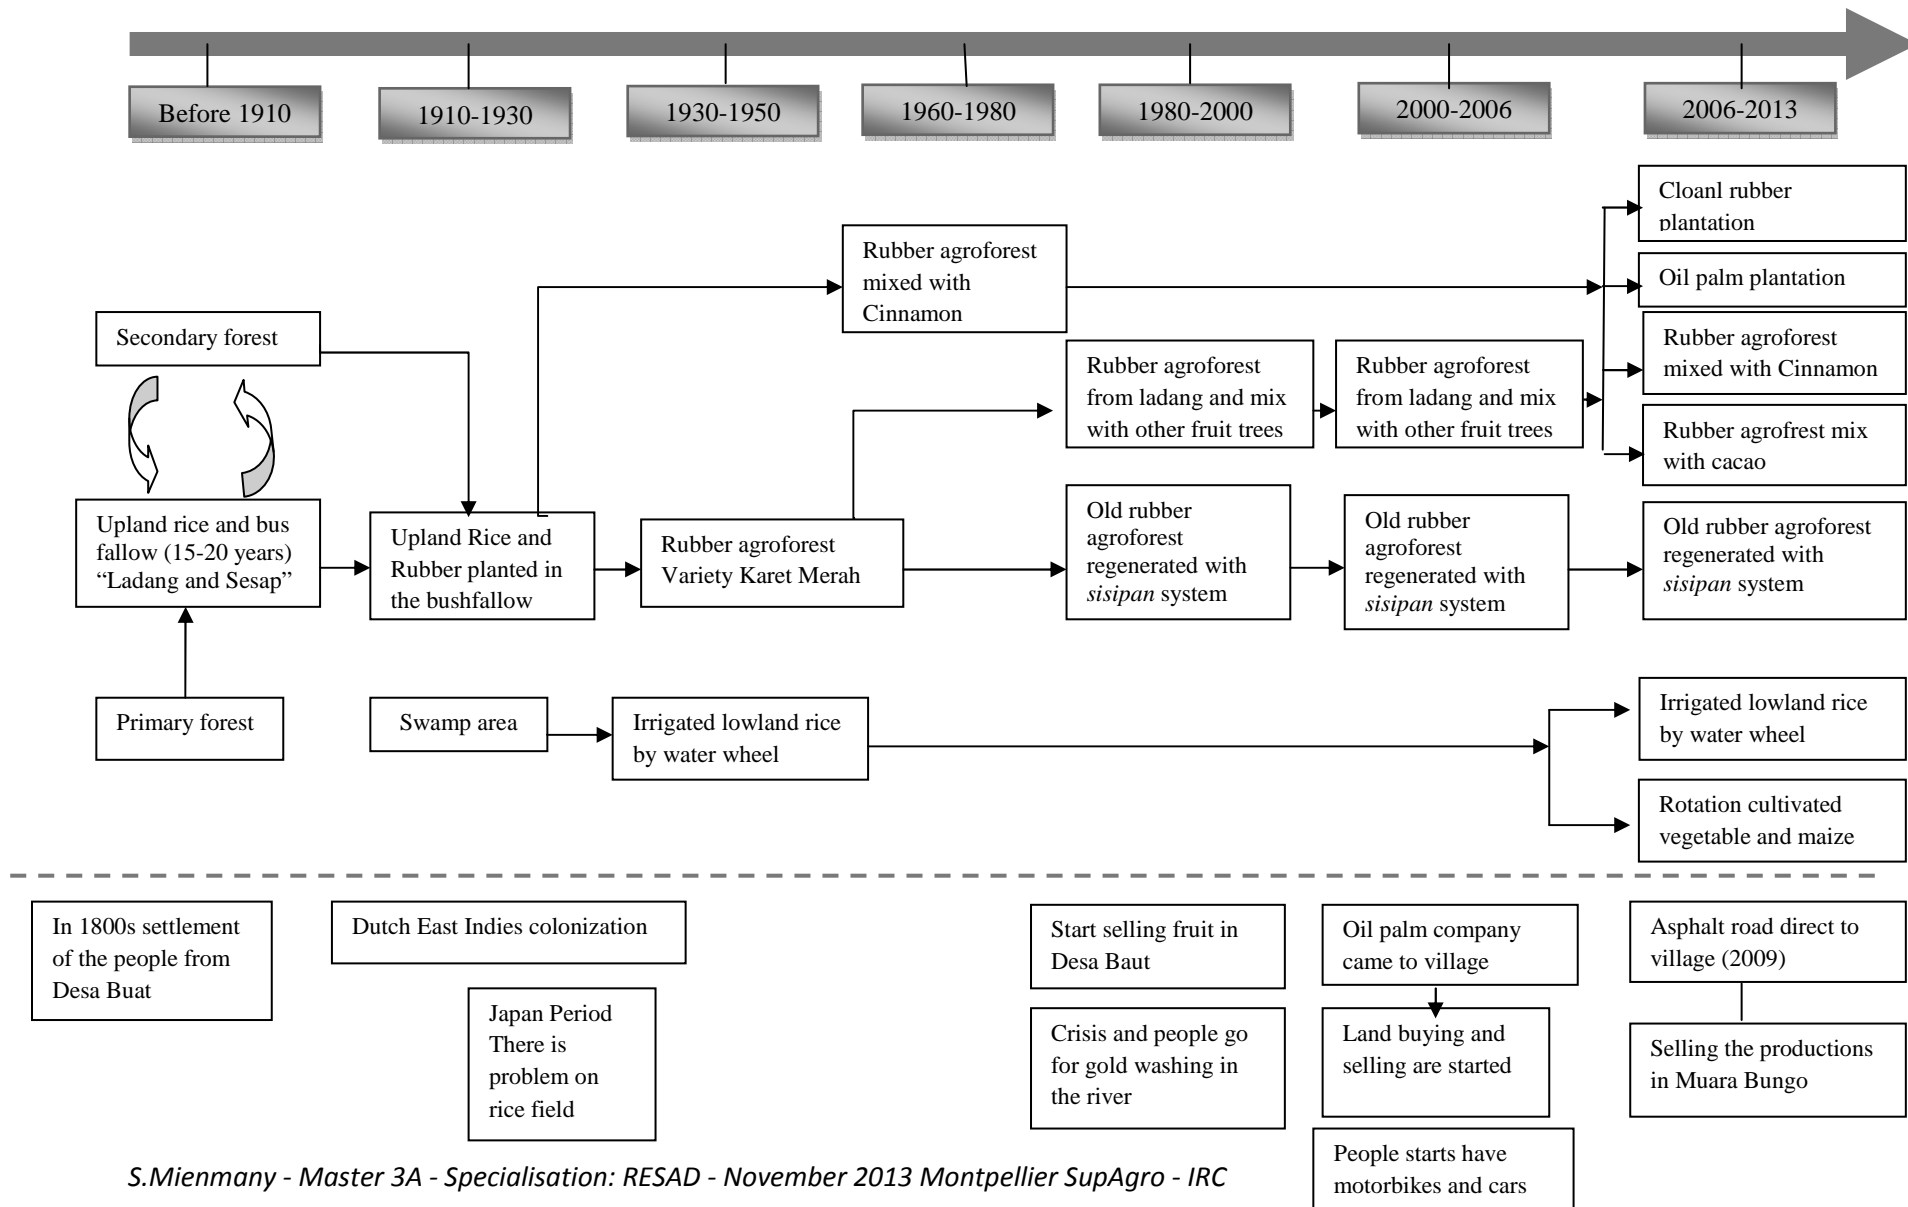 Before 1910
1910-1930
1930-1950
1960-1980
1980-2000
2000-2006
2006-2013
Cloanl rubber
plantation
Rubber agroforest
mixed with
Cinnamon
Oil palm plantation
Secondary forest
Rubber agroforest
from ladang and mix
with other fruit trees
Rubber agroforest
from ladang and mix
with other fruit trees
Rubber agroforest
mixed with Cinnamon
Rubber agrofrest mix
with cacao
Upland rice and bus
fallow (15-20 years)
“Ladang and Sesap”
Upland Rice and
Rubber planted in
the bushfallow
Rubber agroforest
Variety Karet Merah
Old rubber
agroforest
regenerated with
sisipan system
Old rubber
agroforest
regenerated with
sisipan system
Old rubber agroforest
regenerated with
sisipan system
Primary forest
Swamp area
Irrigated lowland rice
by water wheel
Irrigated lowland rice
by water wheel
Rotation cultivated
vegetable and maize
In 1800s settlement
of the people from
Desa Buat
Dutch East Indies colonization
Japan Period
There is
problem on
rice field
Start selling fruit in
Desa Baut
Crisis and people go
for gold washing in
the river
Oil palm company
came to village
Land buying and
selling are started
People starts have
motorbikes and cars
Asphalt road direct to
village (2009)
Selling the productions
in Muara Bungo
S.Mienmany - Master 3A - Specialisation: RESAD - November 2013 Montpellier SupAgro - IRC